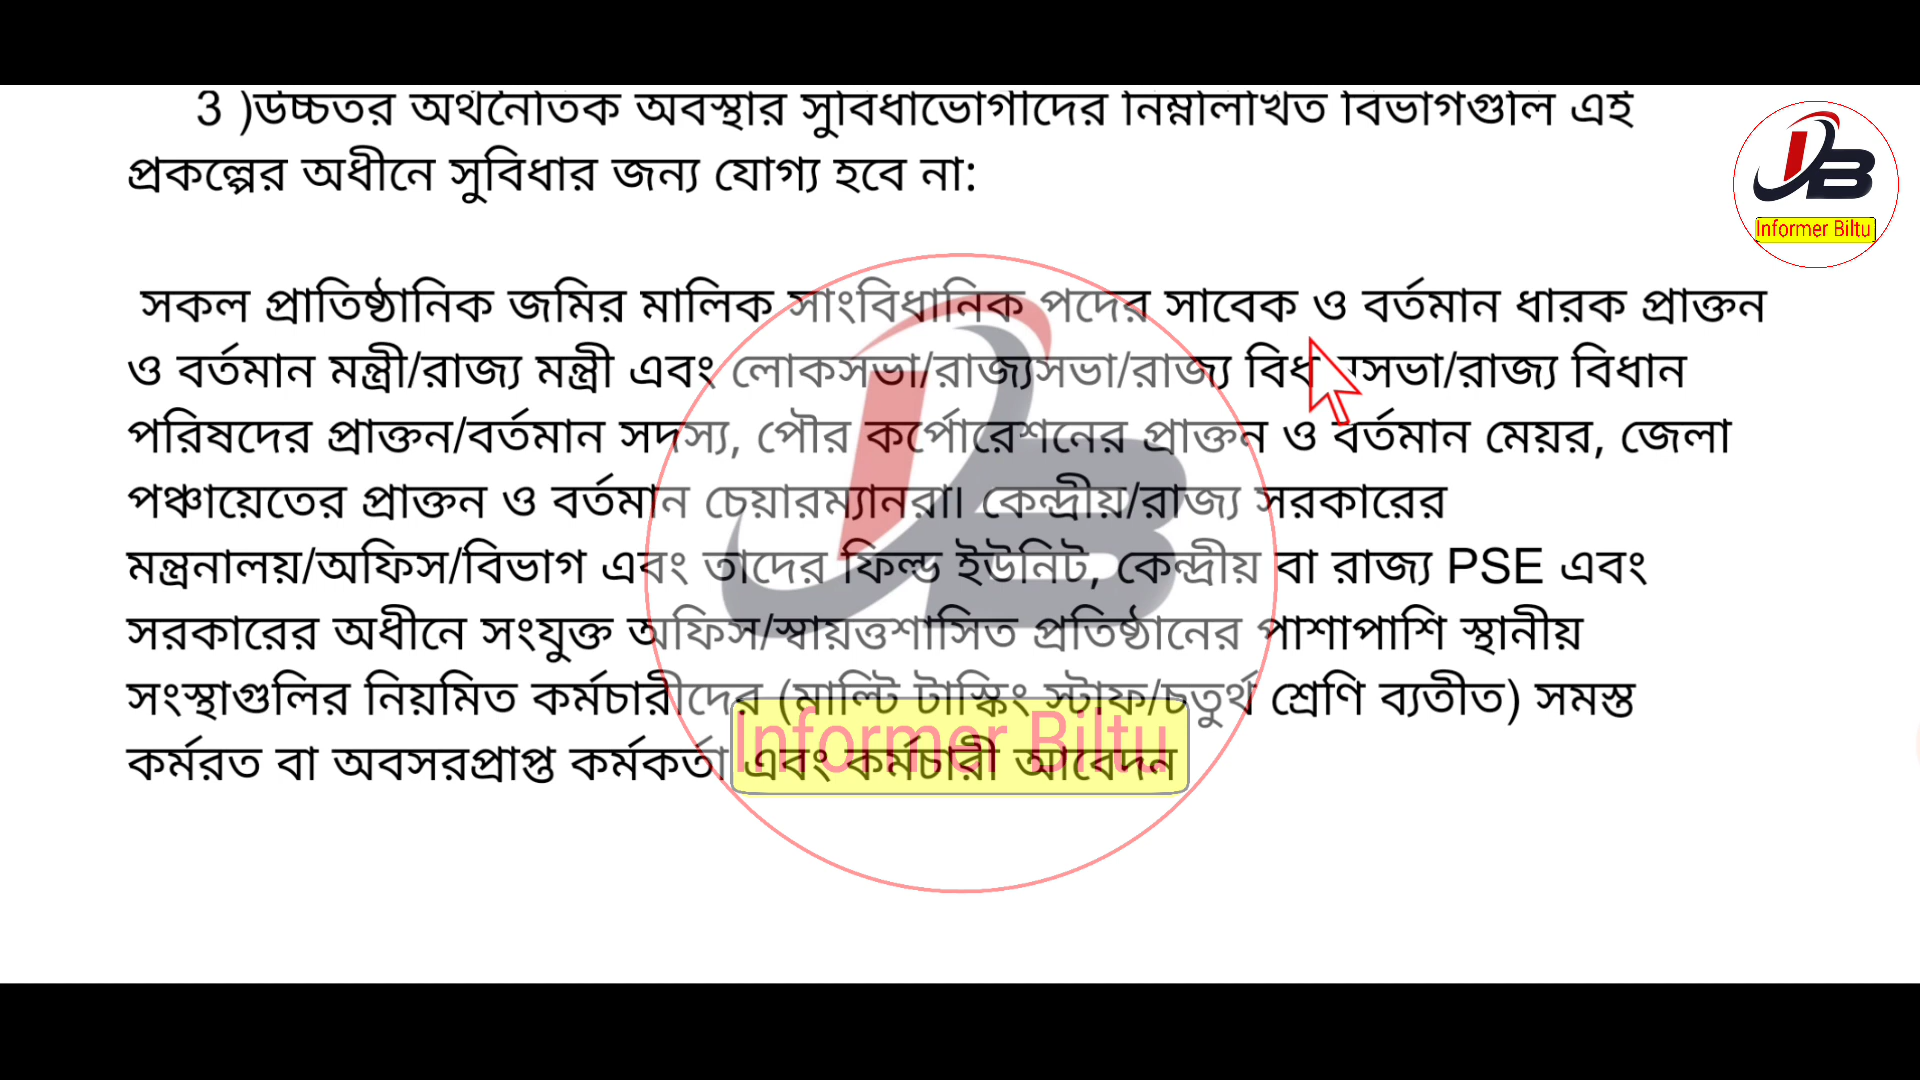 3 )উচ্চতর অর্থনৈতিক অবস্থার সুবিধাভোগীদের নিম্নলিখিত বিভাগগুলি এই
প্রকল্পের অধীনে সুবিধার জন্য যোগ্য হবে না:
Informer Biltu
সকল প্রাতিষ্ঠানিক জমির মালিক সাংবিধানিক পদের সাবেক ও বর্তমান ধারক প্রাক্তন
ও বর্তমান মন্ত্রী/রাজ্য মন্ত্রী এবং লোকসভা/রাজ্যসভা/রাজ্য বিধানসভা/রাজ্য বিধান
পরিষদের প্রাক্তন/বর্তমান সদস্য, পৌর কর্পোরেশনের প্রাক্তন ও বর্তমান মেয়র, জেলা
পঞ্চায়েতের প্রাক্তন ও বর্তমান চেয়ারম্যানরা। কেন্দ্রীয়/রাজ্য সরকারের
মন্ত্রনালয়/অফিস/বিভাগ এবং তাদের ফিল্ড ইউনিট, কেন্দ্রীয় বা রাজ্য PSE এবং
সরকারের অধীনে সংযুক্ত অফিস/স্বায়ত্তশাসিত প্রতিষ্ঠানের পাশাপাশি স্থানীয়
সংস্থাগুলির নিয়মিত কর্মচারীদের (মাল্টি টাস্কিং স্টাফ/চতুর্থ শ্রেণি ব্যতীত) সমস্ত
কর্মরত বা অবসরপ্রাপ্ত কর্মকর্তা এবং কর্মচারী আবেদন
Informer Biltu